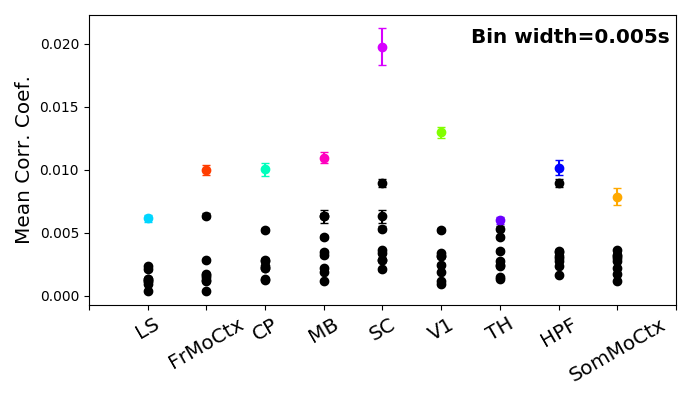 Bin width=0.005s
Mean Corr. Coef.
0.020
0.015
0.010
0.005
0.000
LS
FrMoCtx
CP
MB
SC
V1
TH
HPF
SomMoCtx